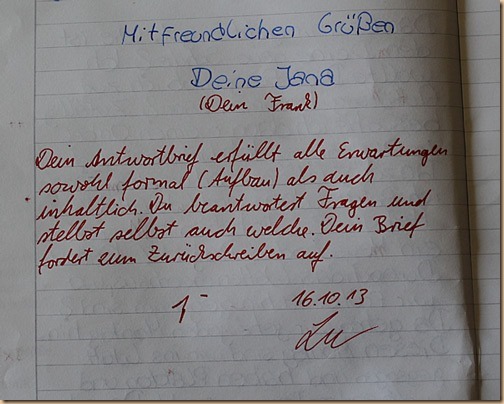 Mit freundlichen Grüßen
Deine Jana
(Dein Frank)
Dein Antwortbrief erfüllt alle Erwartungen
sowohl formal (Aufbau) als auch
inhaltlich. Du beantwortest Fragen und
stellst selbst auch welche. Dein Brief
fordert zum Zurückschreiben auf.
1- 16.10.13